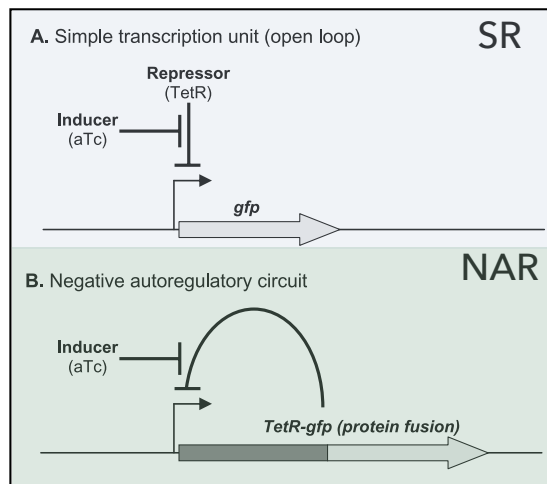 SR
A. Simple transcription unit (open loop)
Repressor
(TetR)
Inducer
(aTc)
gfp
NAR
B. Negative autoregulatory circuit
Inducer
(aTc)
TetR-gfp (protein fusion)